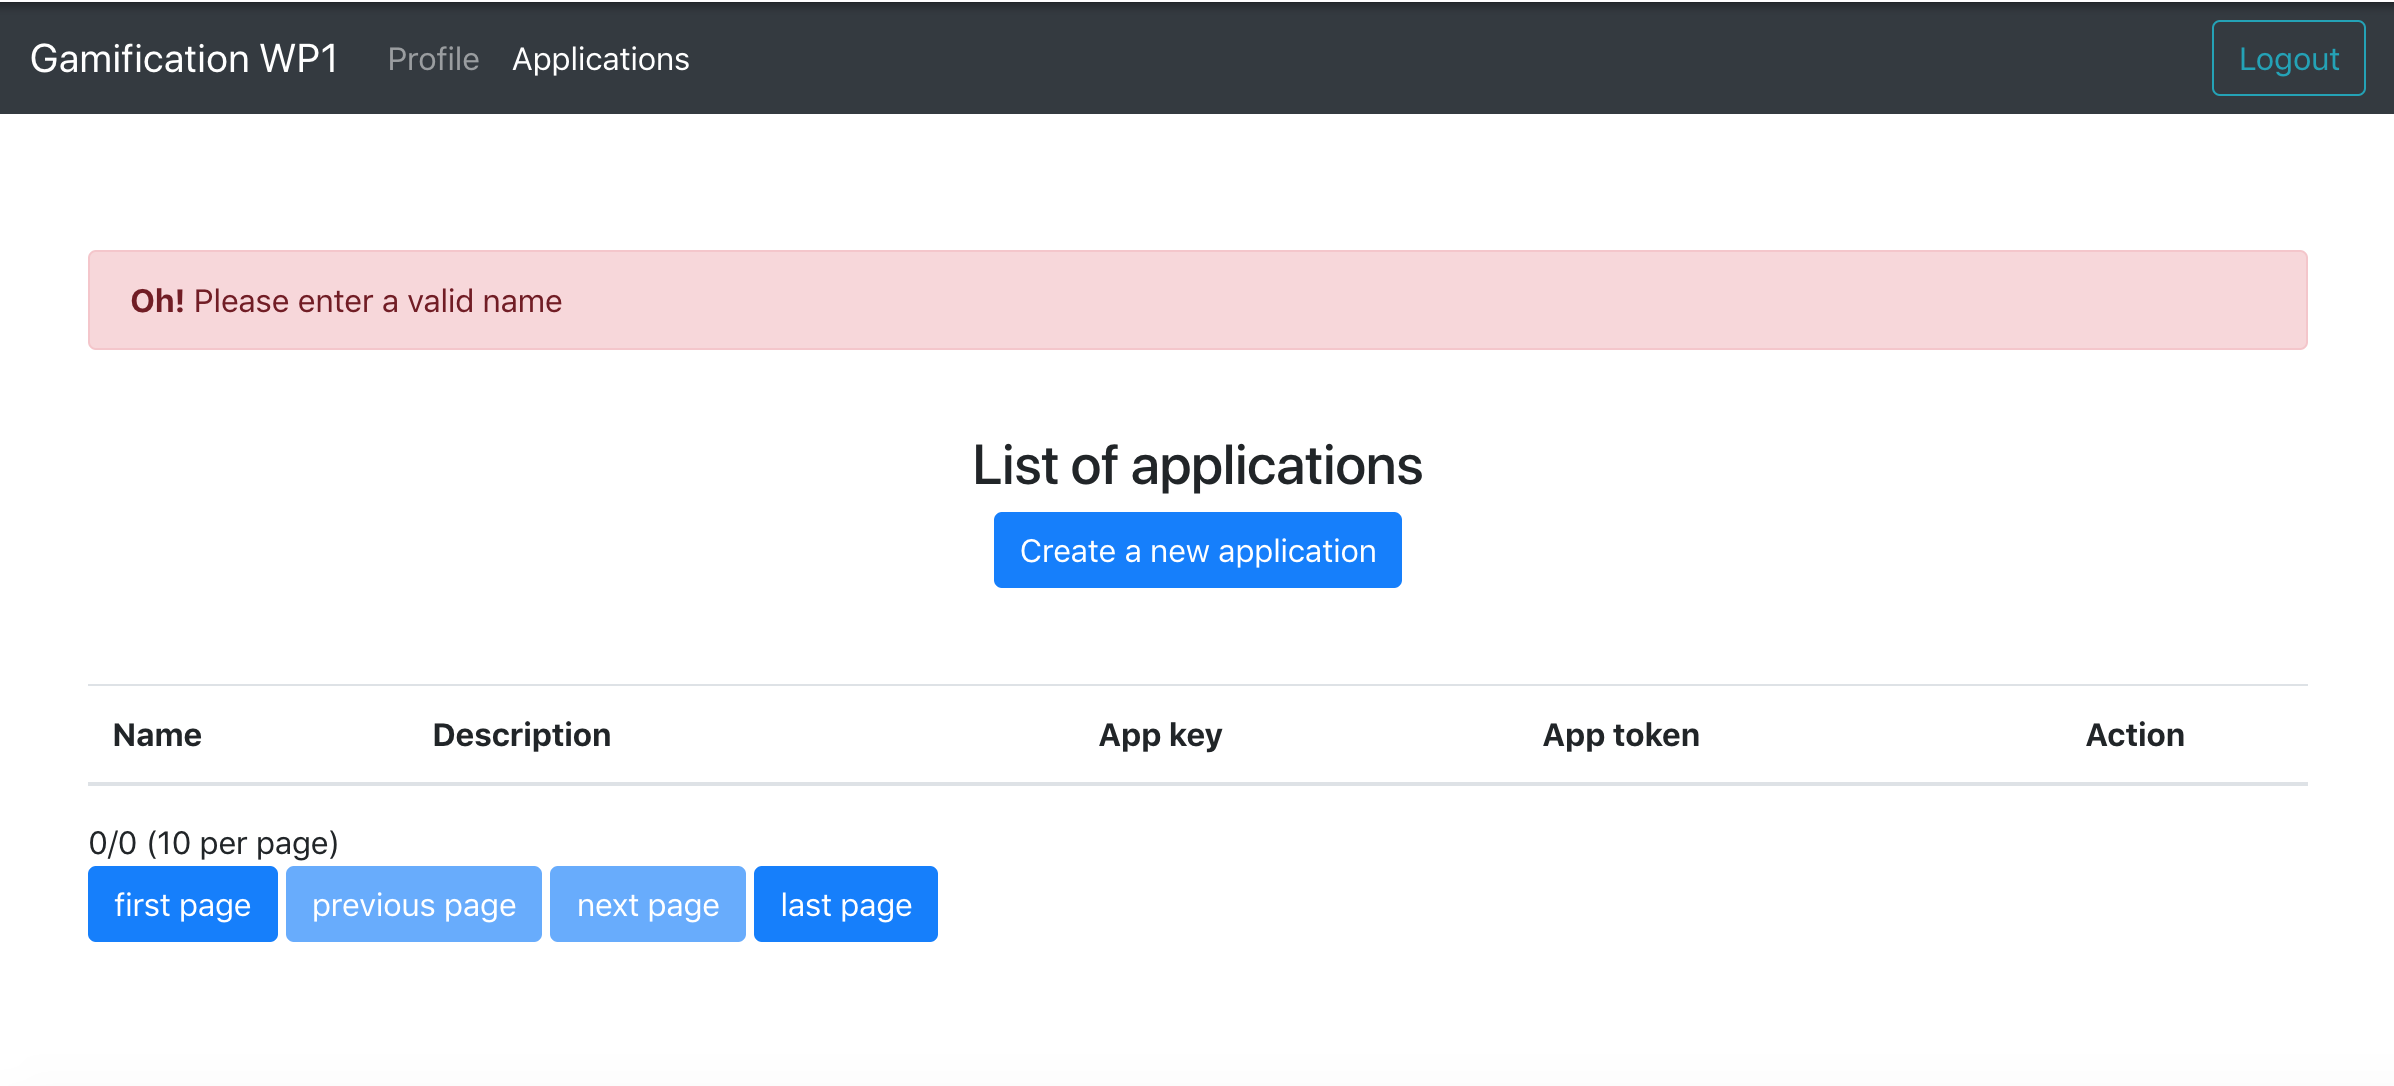 Gamification WP1 Profile Applications Logout
Oh! Please enter a valid name
List of applications
Create a new application
Name Description App key App token Action
0/0 (10 per page)
first page previous page next page last page